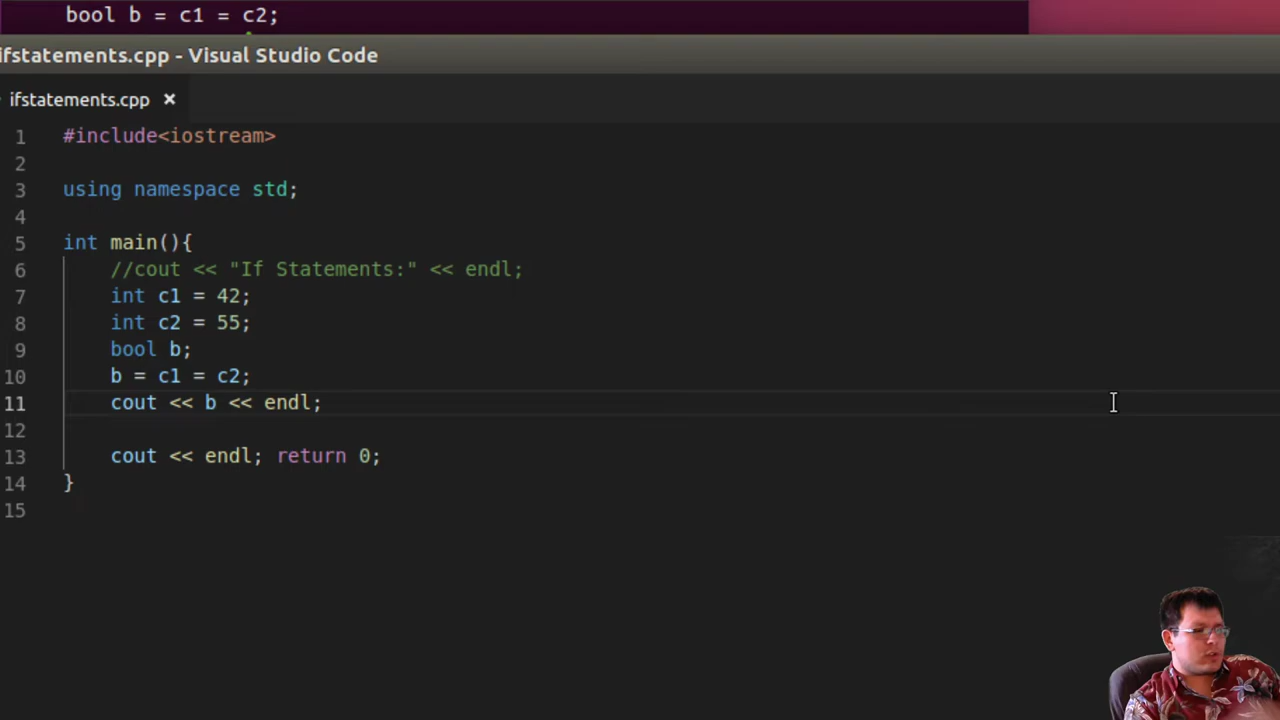 bool b = c1 = c2;
ifstatements.cpp - Visual Studio Code
ifstatements.cpp ×
1 #include<iostream>
2
3 using namespace std;
4
5 int main(){
6 //cout << "If Statements:" << endl;
7 int c1 = 42;
8 int c2 = 55;
9 bool b;
10 b = c1 = c2;
11 cout << b << endl;
12
13 cout << endl; return 0;
14 }
15